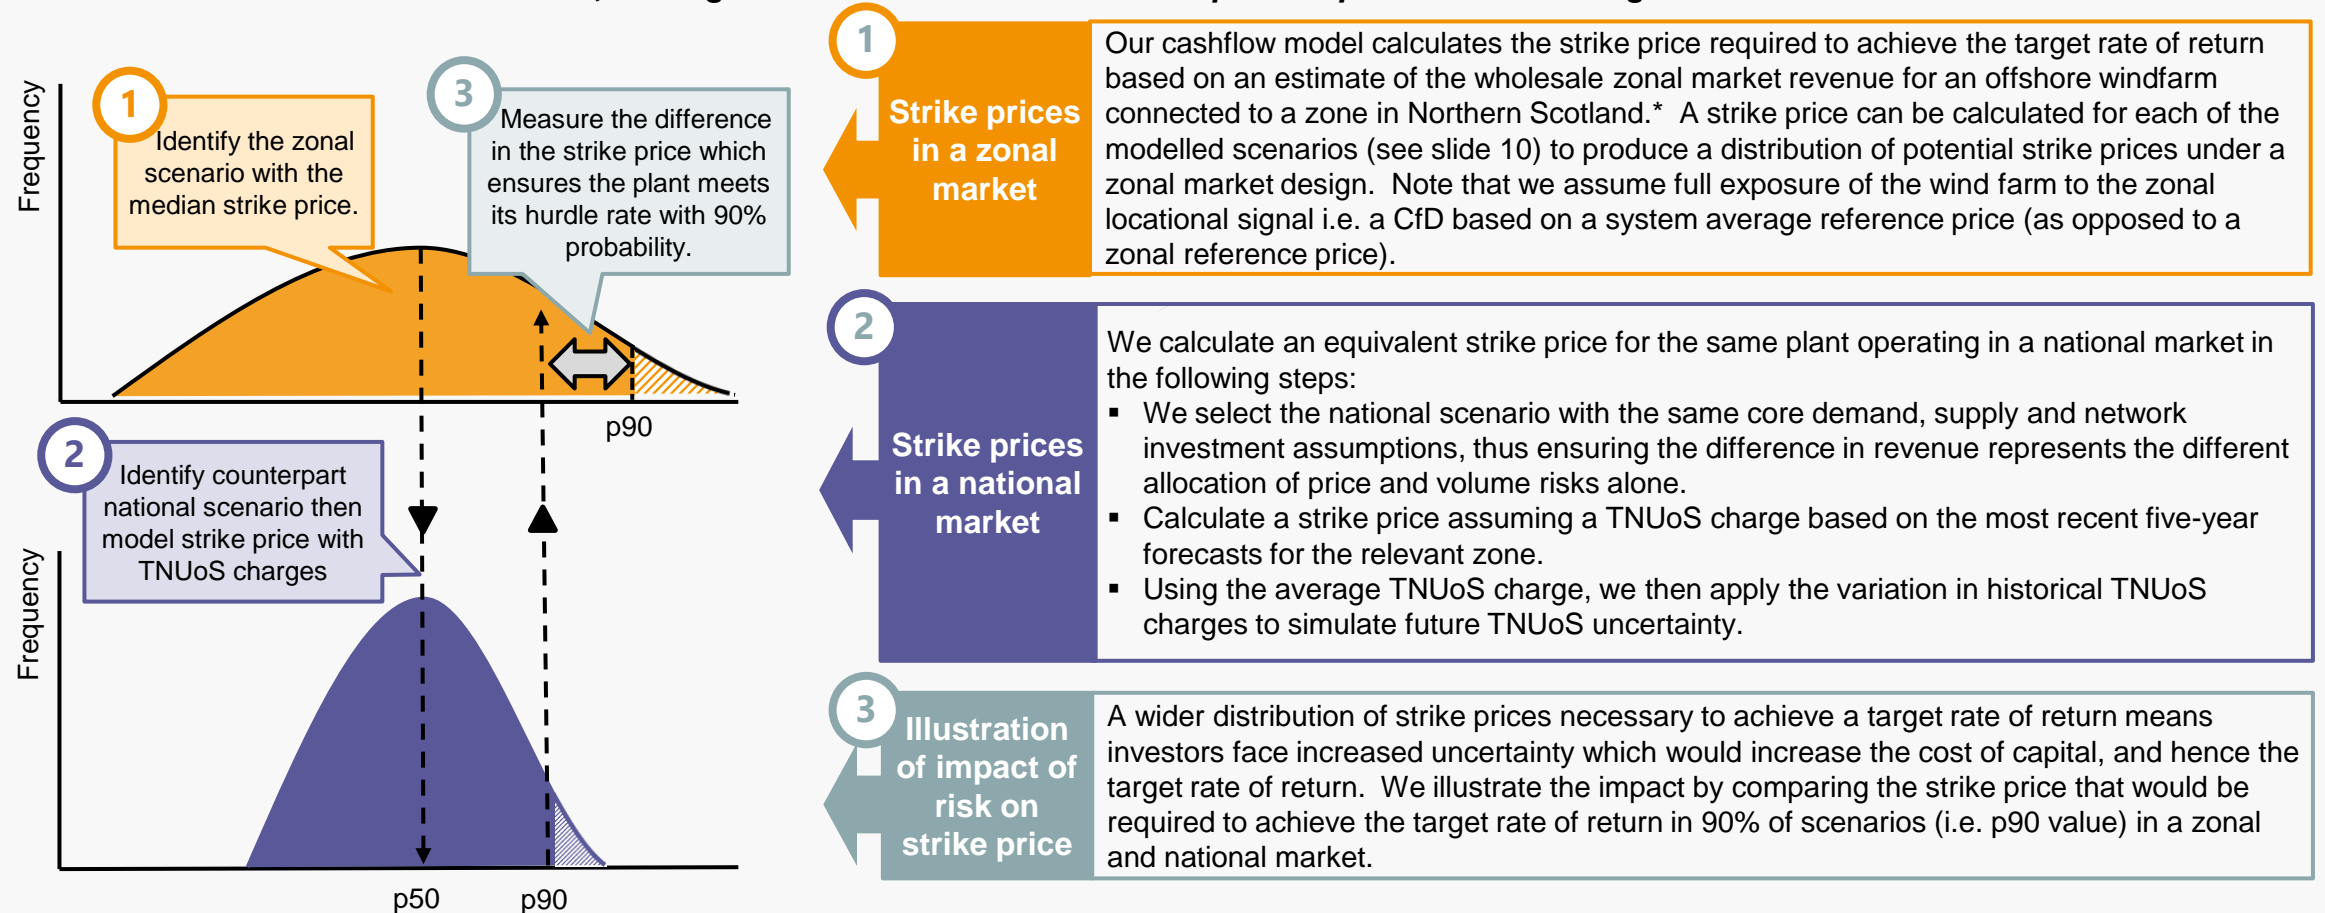 Frequency
1
Identify the zonal
scenario with the
median strike price.
3
Measure the difference
in the strike price which
ensures the plant meets
its hurdle rate with 90%
probability.
p90
2
Identify counterpart
national scenario then
model strike price with
TNUoS charges
Frequency
p50
p90
1
Strike prices
in a zonal
market
Our cashflow model calculates the strike price required to achieve the target rate of return
based on an estimate of the wholesale zonal market revenue for an offshore windfarm
connected to a zone in Northern Scotland.* A strike price can be calculated for each of the
modelled scenarios (see slide 10) to produce a distribution of potential strike prices under a
zonal market design. Note that we assume full exposure of the wind farm to the zonal
locational signal i.e. a CfD based on a system average reference price (as opposed to a
zonal reference price).
2
Strike prices
in a national
market
We calculate an equivalent strike price for the same plant operating in a national market in
the following steps:
▪ We select the national scenario with the same core demand, supply and network
investment assumptions, thus ensuring the difference in revenue represents the different
allocation of price and volume risks alone.
▪ Calculate a strike price assuming a TNUoS charge based on the most recent five-year
forecasts for the relevant zone.
▪ Using the average TNUoS charge, we then apply the variation in historical TNUoS
charges to simulate future TNUoS uncertainty.
3
Illustration
of impact of
risk on
strike price
A wider distribution of strike prices necessary to achieve a target rate of return means
investors face increased uncertainty which would increase the cost of capital, and hence the
target rate of return. We illustrate the impact by comparing the strike price that would be
required to achieve the target rate of return in 90% of scenarios (i.e. p90 value) in a zonal
and national market.